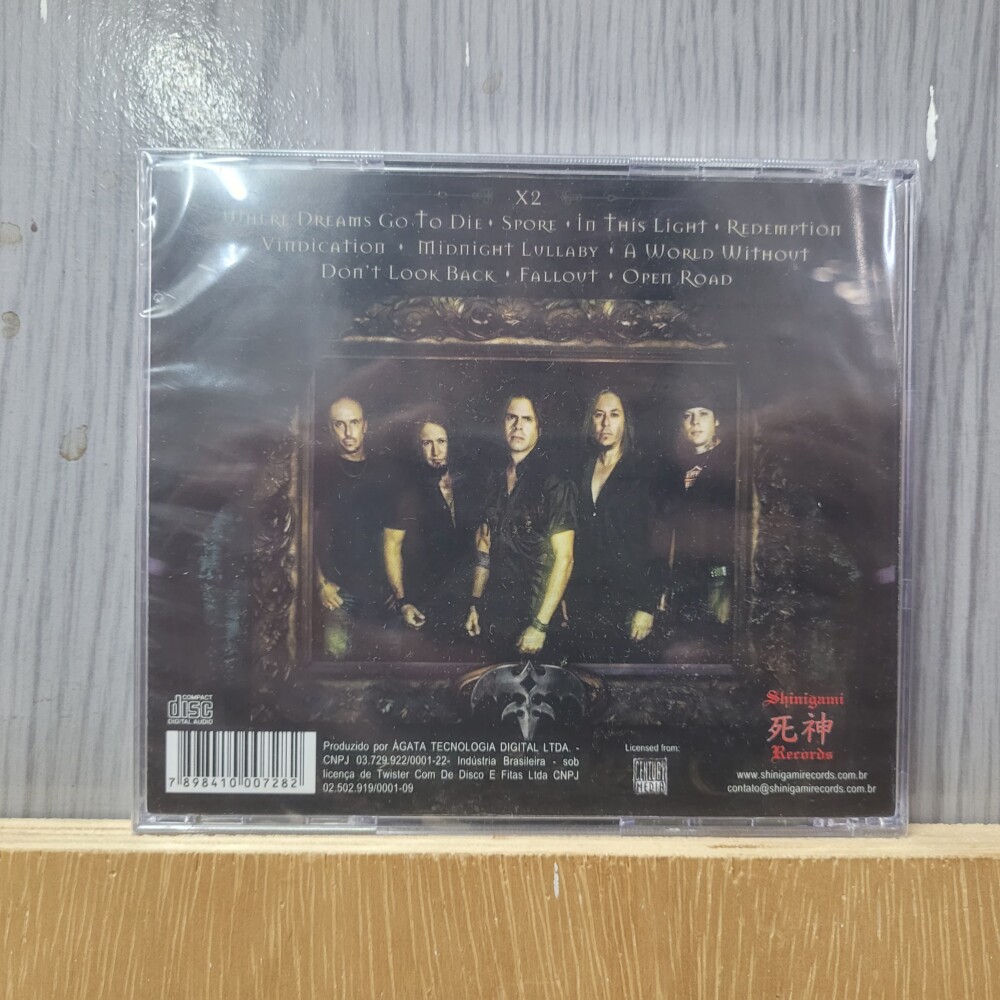 X2
Where Dreams Go To Die • Spore • In This Light • Redemption
Vindication • Midnight Lullaby • A World Without
Don't Look Back • Fallout • Open Road
COMPACT
disc
DIGITAL AUDIO
7 898410 007282
Produzido por ÁGATA TECNOLOGIA DIGITAL LTDA. -
CNPJ 03.729.922/0001-22- Indústria Brasileira - sob
licença de Twister Com De Disco E Fitas Ltda CNPJ
02.502.919/0001-09
Licensed from:
CENTURY
MEDIA
Shinigami
死神
Records
www.shinigamirecords.com.br
contato@shinigamirecords.com.br